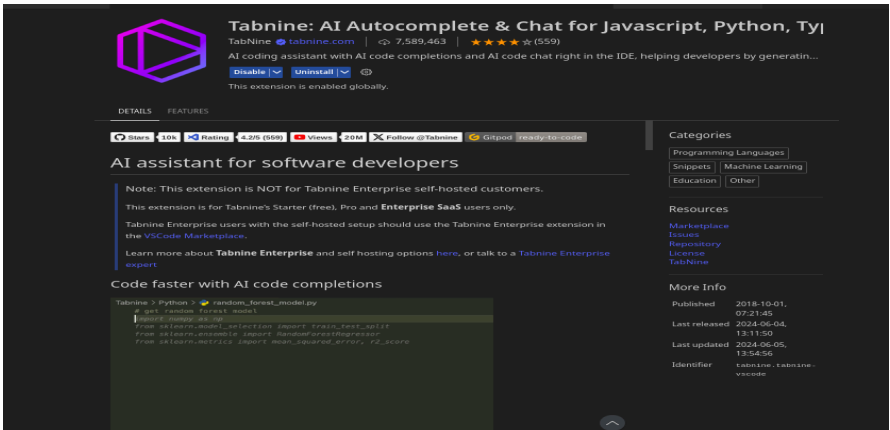 Tabnine: AI Autocomplete & Chat for Javascript, Python, Ty
TabNine tabnine.com 7,589,463 (559)
AI coding assistant with AI code completions and AI code chat right in the IDE, helping developers by generatin...
Disable Uninstall
This extension is enabled globally.
DETAILS FEATURES
Stars 10k Rating 4.2/5 (559) Views 20M Follow @Tabnine Gitpod ready-to-code
AI assistant for software developers
Note: This extension is NOT for Tabnine Enterprise self-hosted customers.
This extension is for Tabnine's Starter (free), Pro and Enterprise SaaS users only.
Tabnine Enterprise users with the self-hosted setup should use the Tabnine Enterprise extension in
the VSCode Marketplace.
Learn more about Tabnine Enterprise and self hosting options here, or talk to a Tabnine Enterprise
expert
Code faster with AI code completions
Tabnine > Python > random_forest_model.py
# get random forest model
import numpy as np
from sklearn.model_selection import train_test_split
from sklearn.ensemble import RandomForestRegressor
from sklearn.metrics import mean_squared_error, r2_score
Categories
Programming Languages
Snippets Machine Learning
Education Other
Resources
Marketplace
Issues
Repository
License
TabNine
More Info
Published 2018-10-01,
07:21:45
Last released 2024-06-04,
13:11:50
Last updated 2024-06-05,
13:54:56
Identifier tabnine.tabnine-
vscode